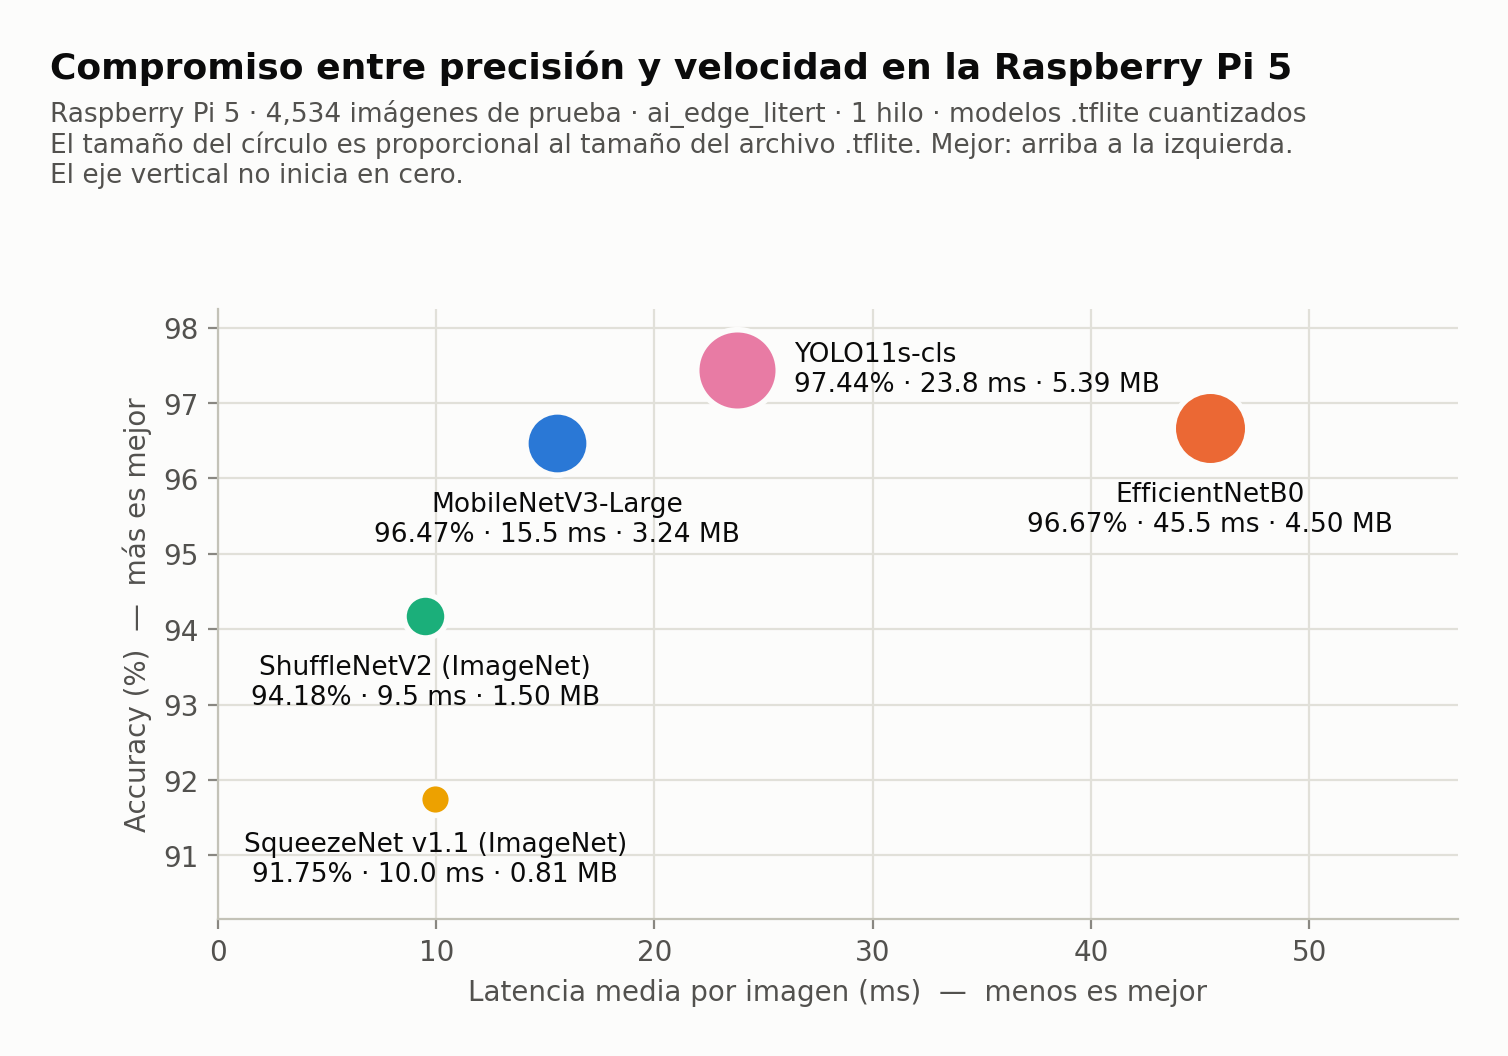 Compromiso entre precisión y velocidad en la Raspberry Pi 5
Raspberry Pi 5 · 4,534 imágenes de prueba · ai_edge_litert · 1 hilo · modelos .tflite cuantizados
El tamaño del círculo es proporcional al tamaño del archivo .tflite. Mejor: arriba a la izquierda.
El eje vertical no inicia en cero.
Accuracy (%) — más es mejor
98
97
96
95
94
93
92
91
YOLO11s-cls
97.44% · 23.8 ms · 5.39 MB
MobileNetV3-Large
96.47% · 15.5 ms · 3.24 MB
EfficientNetB0
96.67% · 45.5 ms · 4.50 MB
ShuffleNetV2 (ImageNet)
94.18% · 9.5 ms · 1.50 MB
SqueezeNet v1.1 (ImageNet)
91.75% · 10.0 ms · 0.81 MB
0 10 20 30 40 50
Latencia media por imagen (ms) — menos es mejor